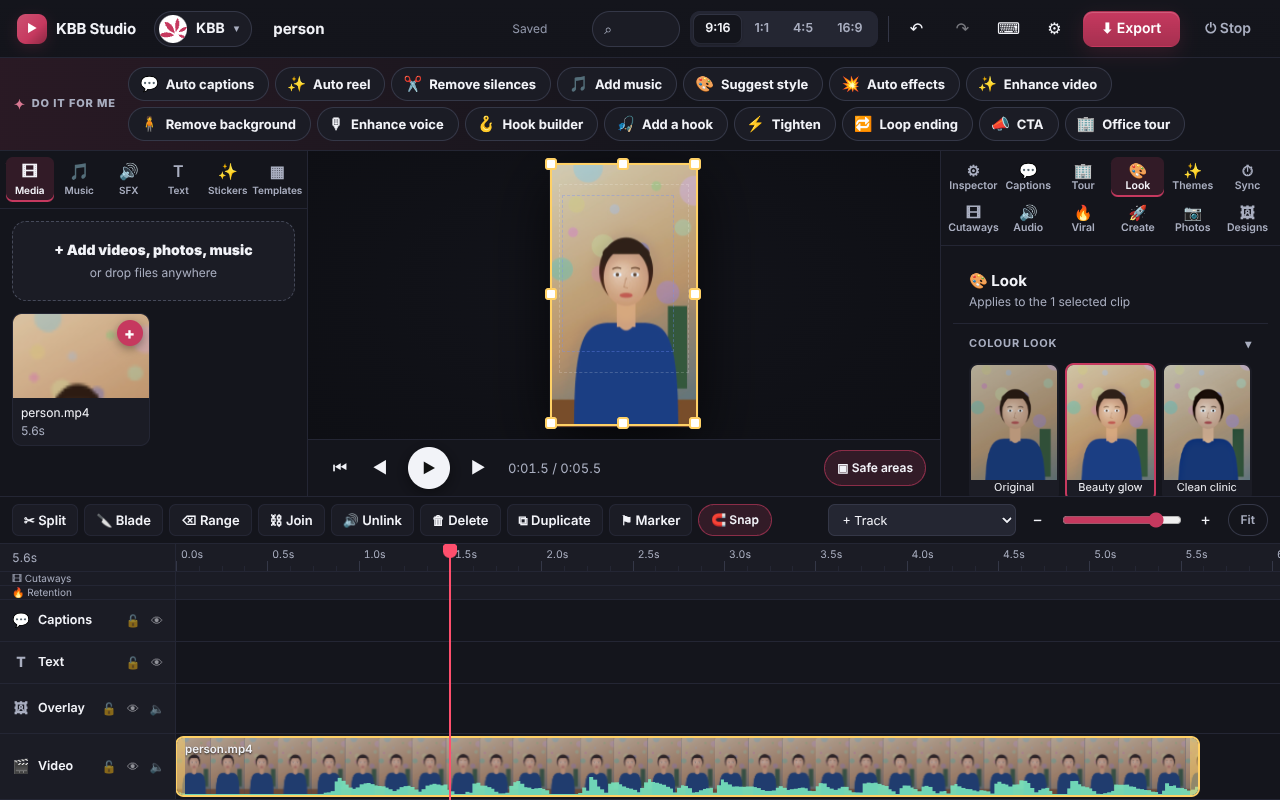 KBB Studio
KBB
person
Saved
9:16 1:1 4:5 16:9
Export
Stop
DO IT FOR ME
Auto captions
Auto reel
Remove silences
Add music
Suggest style
Auto effects
Enhance video
Remove background
Enhance voice
Hook builder
Add a hook
Tighten
Loop ending
CTA
Office tour
Media
Music
SFX
Text
Stickers
Templates
+ Add videos, photos, music
or drop files anywhere
person.mp4
5.6s
0:01.5 / 0:05.5
Safe areas
Inspector
Captions
Tour
Look
Themes
Sync
Cutaways
Audio
Viral
Create
Photos
Designs
Look
Applies to the 1 selected clip
COLOUR LOOK
Original
Beauty glow
Clean clinic
Split
Blade
Range
Join
Unlink
Delete
Duplicate
Marker
Snap
+ Track
Fit
5.6s
0.0s 0.5s 1.0s 1.5s 2.0s 2.5s 3.0s 3.5s 4.0s 4.5s 5.0s 5.5s
Cutaways
Retention
Captions
T Text
Overlay
Video
person.mp4